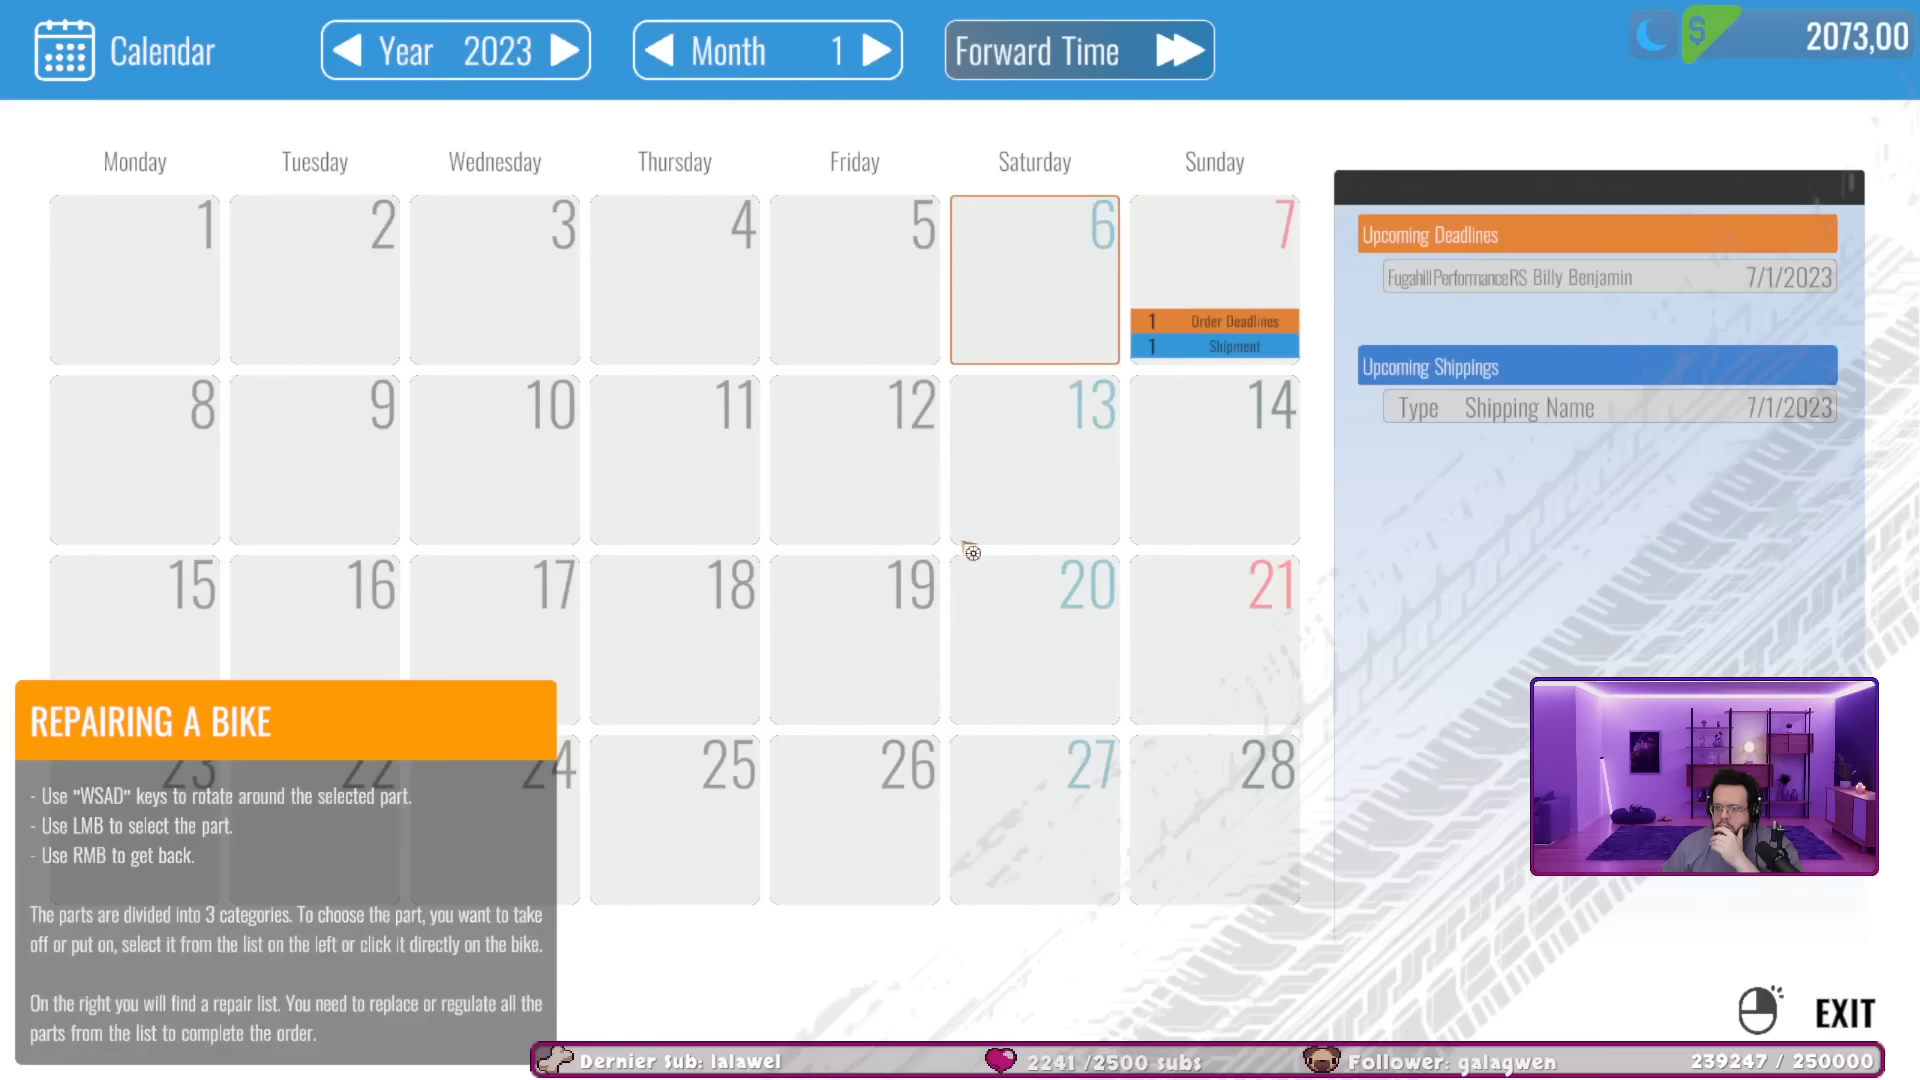 Calendar
Year 2023
Month 1
Forward Time
$ 2073,00
Monday Tuesday Wednesday Thursday Friday Saturday Sunday
1 2 3 4 5 6 7
1 Order Deadlines
1 Shipment
8 9 10 11 12 13 14
15 16 17 18 19 20 21
23 22 24 25 26 27 28
Upcoming Deadlines
FugahillPerformanceRS Billy Benjamin 7/1/2023
Upcoming Shippings
Type Shipping Name 7/1/2023
REPAIRING A BIKE
- Use "WSAD" keys to rotate around the selected part.
- Use LMB to select the part.
- Use RMB to get back.
The parts are divided into 3 categories. To choose the part, you want to take
off or put on, select it from the list on the left or click it directly on the bike.
On the right you will find a repair list. You need to replace or regulate all the
parts from the list to complete the order.
EXIT
Dernier Sub: lalawel
2241 /2500 subs
Follower: galagwen
239247 / 250000